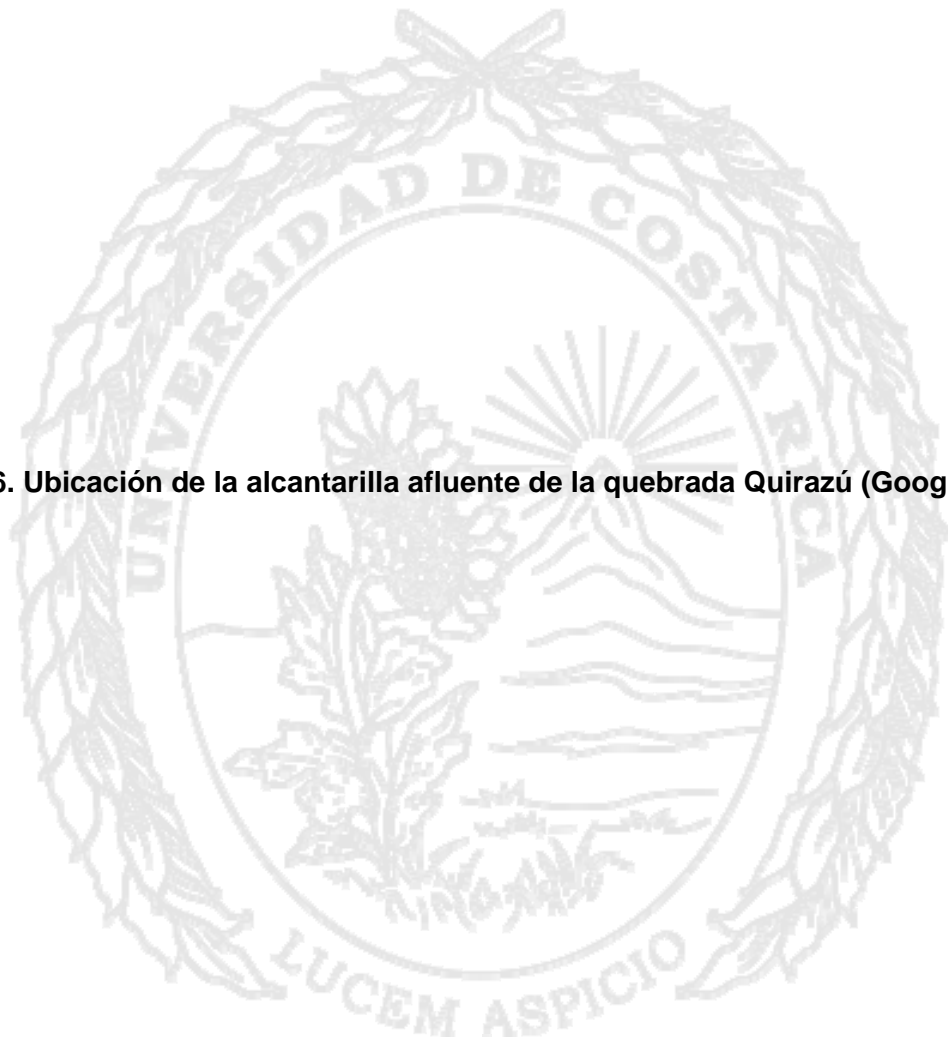 UNIVERSIDAD DE COSTA RICA
6. Ubicación de la alcantarilla afluente de la quebrada Quirazú (Goog
LUCEM ASPICIO